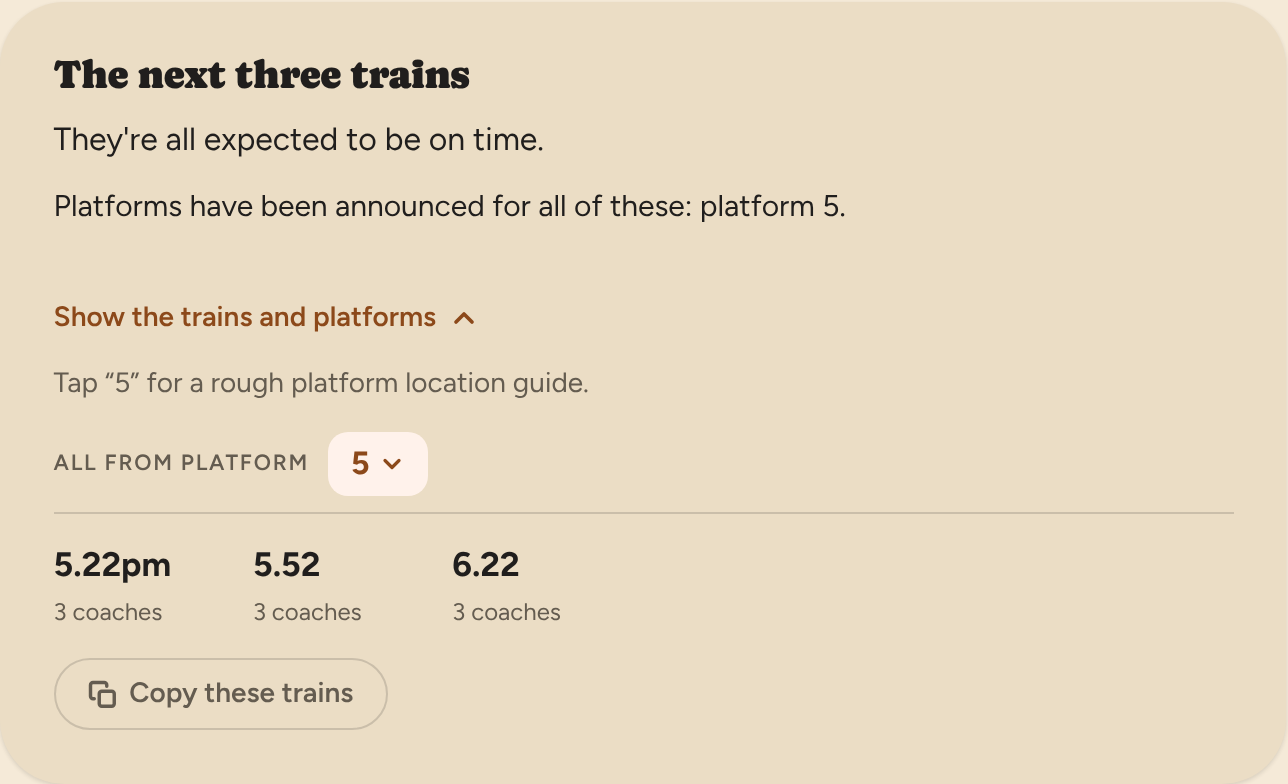 The next three trains
They're all expected to be on time.
Platforms have been announced for all of these: platform 5.
Show the trains and platforms
Tap “5” for a rough platform location guide.
ALL FROM PLATFORM 5
5.22pm 5.52 6.22
3 coaches 3 coaches 3 coaches
Copy these trains